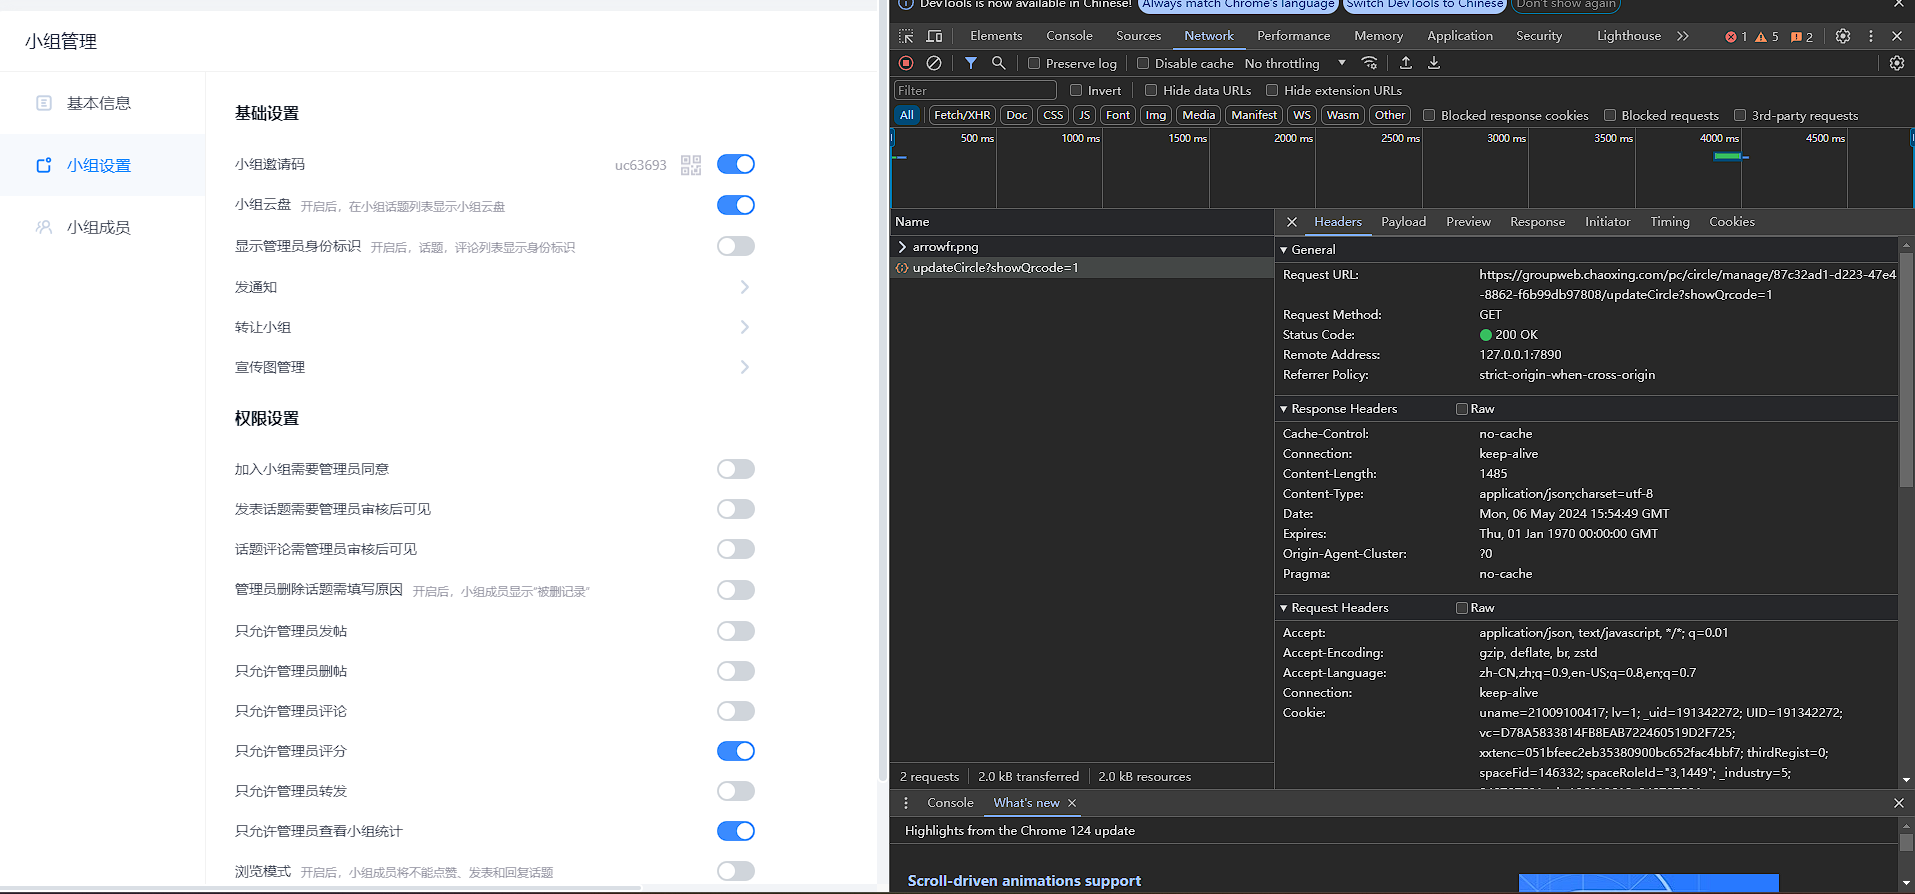 小组管理
基本信息
小组设置
小组成员
基础设置
小组邀请码 uc63693
小组云盘 开启后，在小组话题列表显示小组云盘
显示管理员身份标识 开启后，话题，评论列表显示身份标识
发通知
转让小组
宣传图管理
权限设置
加入小组需要管理员同意
发表话题需要管理员审核后可见
话题评论需管理员审核后可见
管理员删除话题需填写原因 开启后，小组成员显示“被删记录”
只允许管理员发帖
只允许管理员删帖
只允许管理员评论
只允许管理员评分
只允许管理员转发
只允许管理员查看小组统计
浏览模式 开启后，小组成员将不能点赞、发表和回复话题
DevTools is now available in Chinese! Always match Chrome's language Switch DevTools to Chinese Don't show again
Elements Console Sources Network Performance Memory Application Security Lighthouse 1 5 2
Preserve log Disable cache No throttling
Filter Invert Hide data URLs Hide extension URLs
All Fetch/XHR Doc CSS JS Font Img Media Manifest WS Wasm Other Blocked response cookies Blocked requests 3rd-party requests
500 ms 1000 ms 1500 ms 2000 ms 2500 ms 3000 ms 3500 ms 4000 ms 4500 ms
Name
arrowfr.png
updateCircle?showQrcode=1
2 requests 2.0 kB transferred 2.0 kB resources
Headers Payload Preview Response Initiator Timing Cookies
General
Request URL: https://groupweb.chaoxing.com/pc/circle/manage/87c32ad1-d223-47e4
-8862-f6b99db97808/updateCircle?showQrcode=1
Request Method: GET
Status Code: 200 OK
Remote Address: 127.0.0.1:7890
Referrer Policy: strict-origin-when-cross-origin
Response Headers Raw
Cache-Control: no-cache
Connection: keep-alive
Content-Length: 1485
Content-Type: application/json;charset=utf-8
Date: Mon, 06 May 2024 15:54:49 GMT
Expires: Thu, 01 Jan 1970 00:00:00 GMT
Origin-Agent-Cluster: ?0
Pragma: no-cache
Request Headers Raw
Accept: application/json, text/javascript, */*; q=0.01
Accept-Encoding: gzip, deflate, br, zstd
Accept-Language: zh-CN,zh;q=0.9,en-US;q=0.8,en;q=0.7
Connection: keep-alive
Cookie: uname=21009100417; lv=1; _uid=191342272; UID=191342272;
vc=D78A5833814FB8EAB722460519D2F725;
xxtenc=051bfeec2eb35380900bc652fac4bbf7; thirdRegist=0;
spaceFid=146332; spaceRoleId="3,1449"; _industry=5;
Console What's new
Highlights from the Chrome 124 update
Scroll-driven animations support